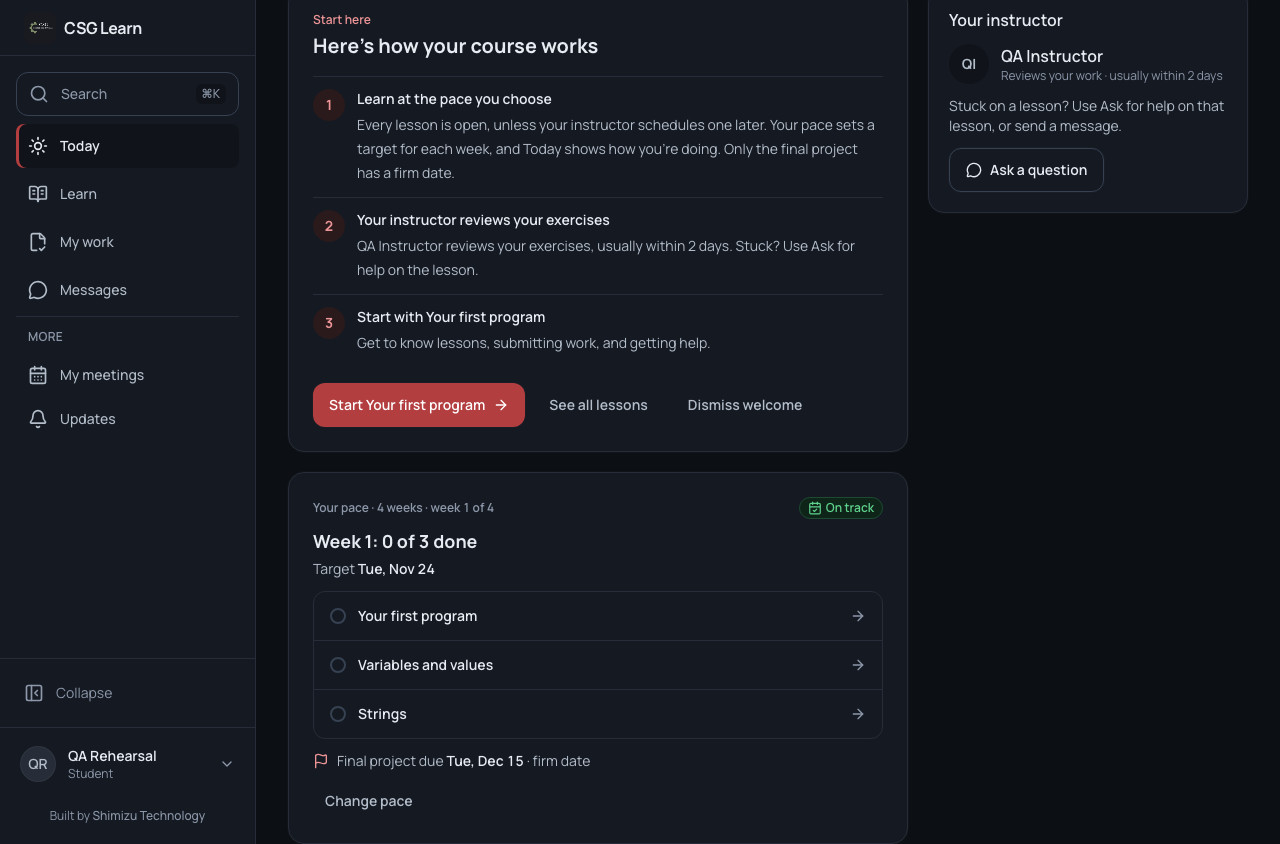 CSG Learn
Search
⌘K
Today
Learn
My work
Messages
MORE
My meetings
Updates
Collapse
QR
QA Rehearsal
Student
Built by Shimizu Technology
Start here
Here's how your course works
1
Learn at the pace you choose
Every lesson is open, unless your instructor schedules one later. Your pace sets a
target for each week, and Today shows how you're doing. Only the final project
has a firm date.
2
Your instructor reviews your exercises
QA Instructor reviews your exercises, usually within 2 days. Stuck? Use Ask for
help on the lesson.
3
Start with Your first program
Get to know lessons, submitting work, and getting help.
Start Your first program
See all lessons
Dismiss welcome
Your pace · 4 weeks · week 1 of 4
On track
Week 1: 0 of 3 done
Target Tue, Nov 24
Your first program
Variables and values
Strings
Final project due Tue, Dec 15 · firm date
Change pace
Your instructor
QI
QA Instructor
Reviews your work · usually within 2 days
Stuck on a lesson? Use Ask for help on that
lesson, or send a message.
Ask a question